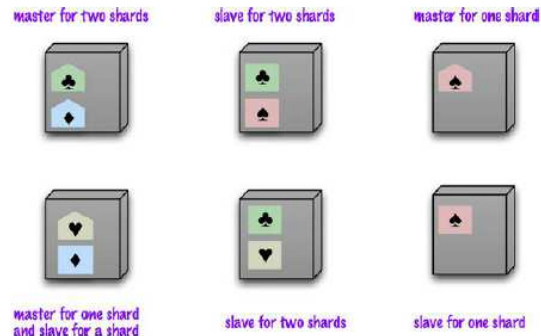 master for two shards
slave for two shards
master for one shard
master for one shard
and slave for a shard
slave for two shards
slave for one shard